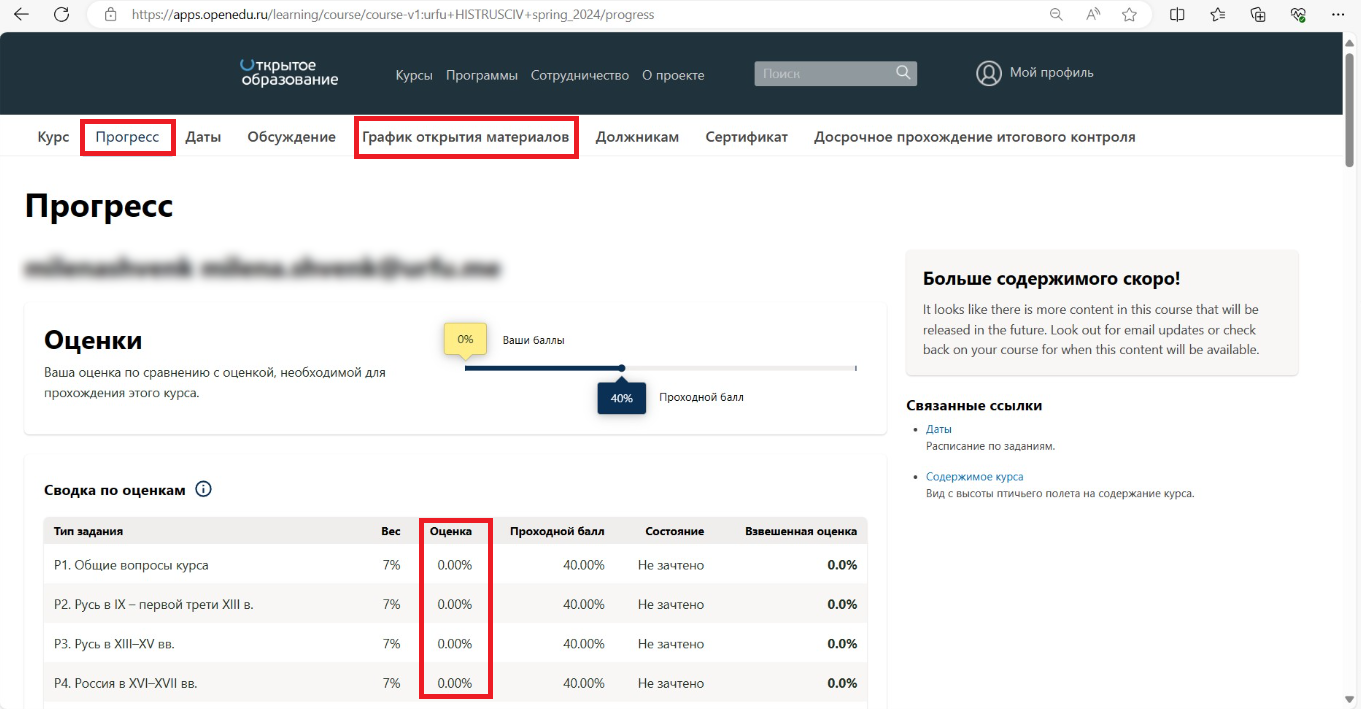 https://apps.openedu.ru/learning/course/course-v1:urfu+HISTRUSCIV+spring_2024/progress
Открытое образование
Курсы Программы Сотрудничество О проекте
Поиск
Мой профиль
Курс Прогресс Даты Обсуждение График открытия материалов Должникам Сертификат Досрочное прохождение итогового контроля
Прогресс
Оценки
Ваша оценка по сравнению с оценкой, необходимой для
прохождения этого курса.
0% Ваши баллы
40% Проходной балл
Больше содержимого скоро!
It looks like there is more content in this course that will be
released in the future. Look out for email updates or check
back on your course for when this content will be available.
Связанные ссылки
Даты
Расписание по заданиям.
Содержимое курса
Вид с высоты птичьего полета на содержание курса.
Сводка по оценкам
Тип задания Вес Оценка Проходной балл Состояние Взвешенная оценка
Р1. Общие вопросы курса 7% 0.00% 40.00% Не зачтено 0.0%
Р2. Русь в IX – первой трети XIII в. 7% 0.00% 40.00% Не зачтено 0.0%
Р3. Русь в XIII–XV вв. 7% 0.00% 40.00% Не зачтено 0.0%
Р4. Россия в XVI–XVII вв. 7% 0.00% 40.00% Не зачтено 0.0%